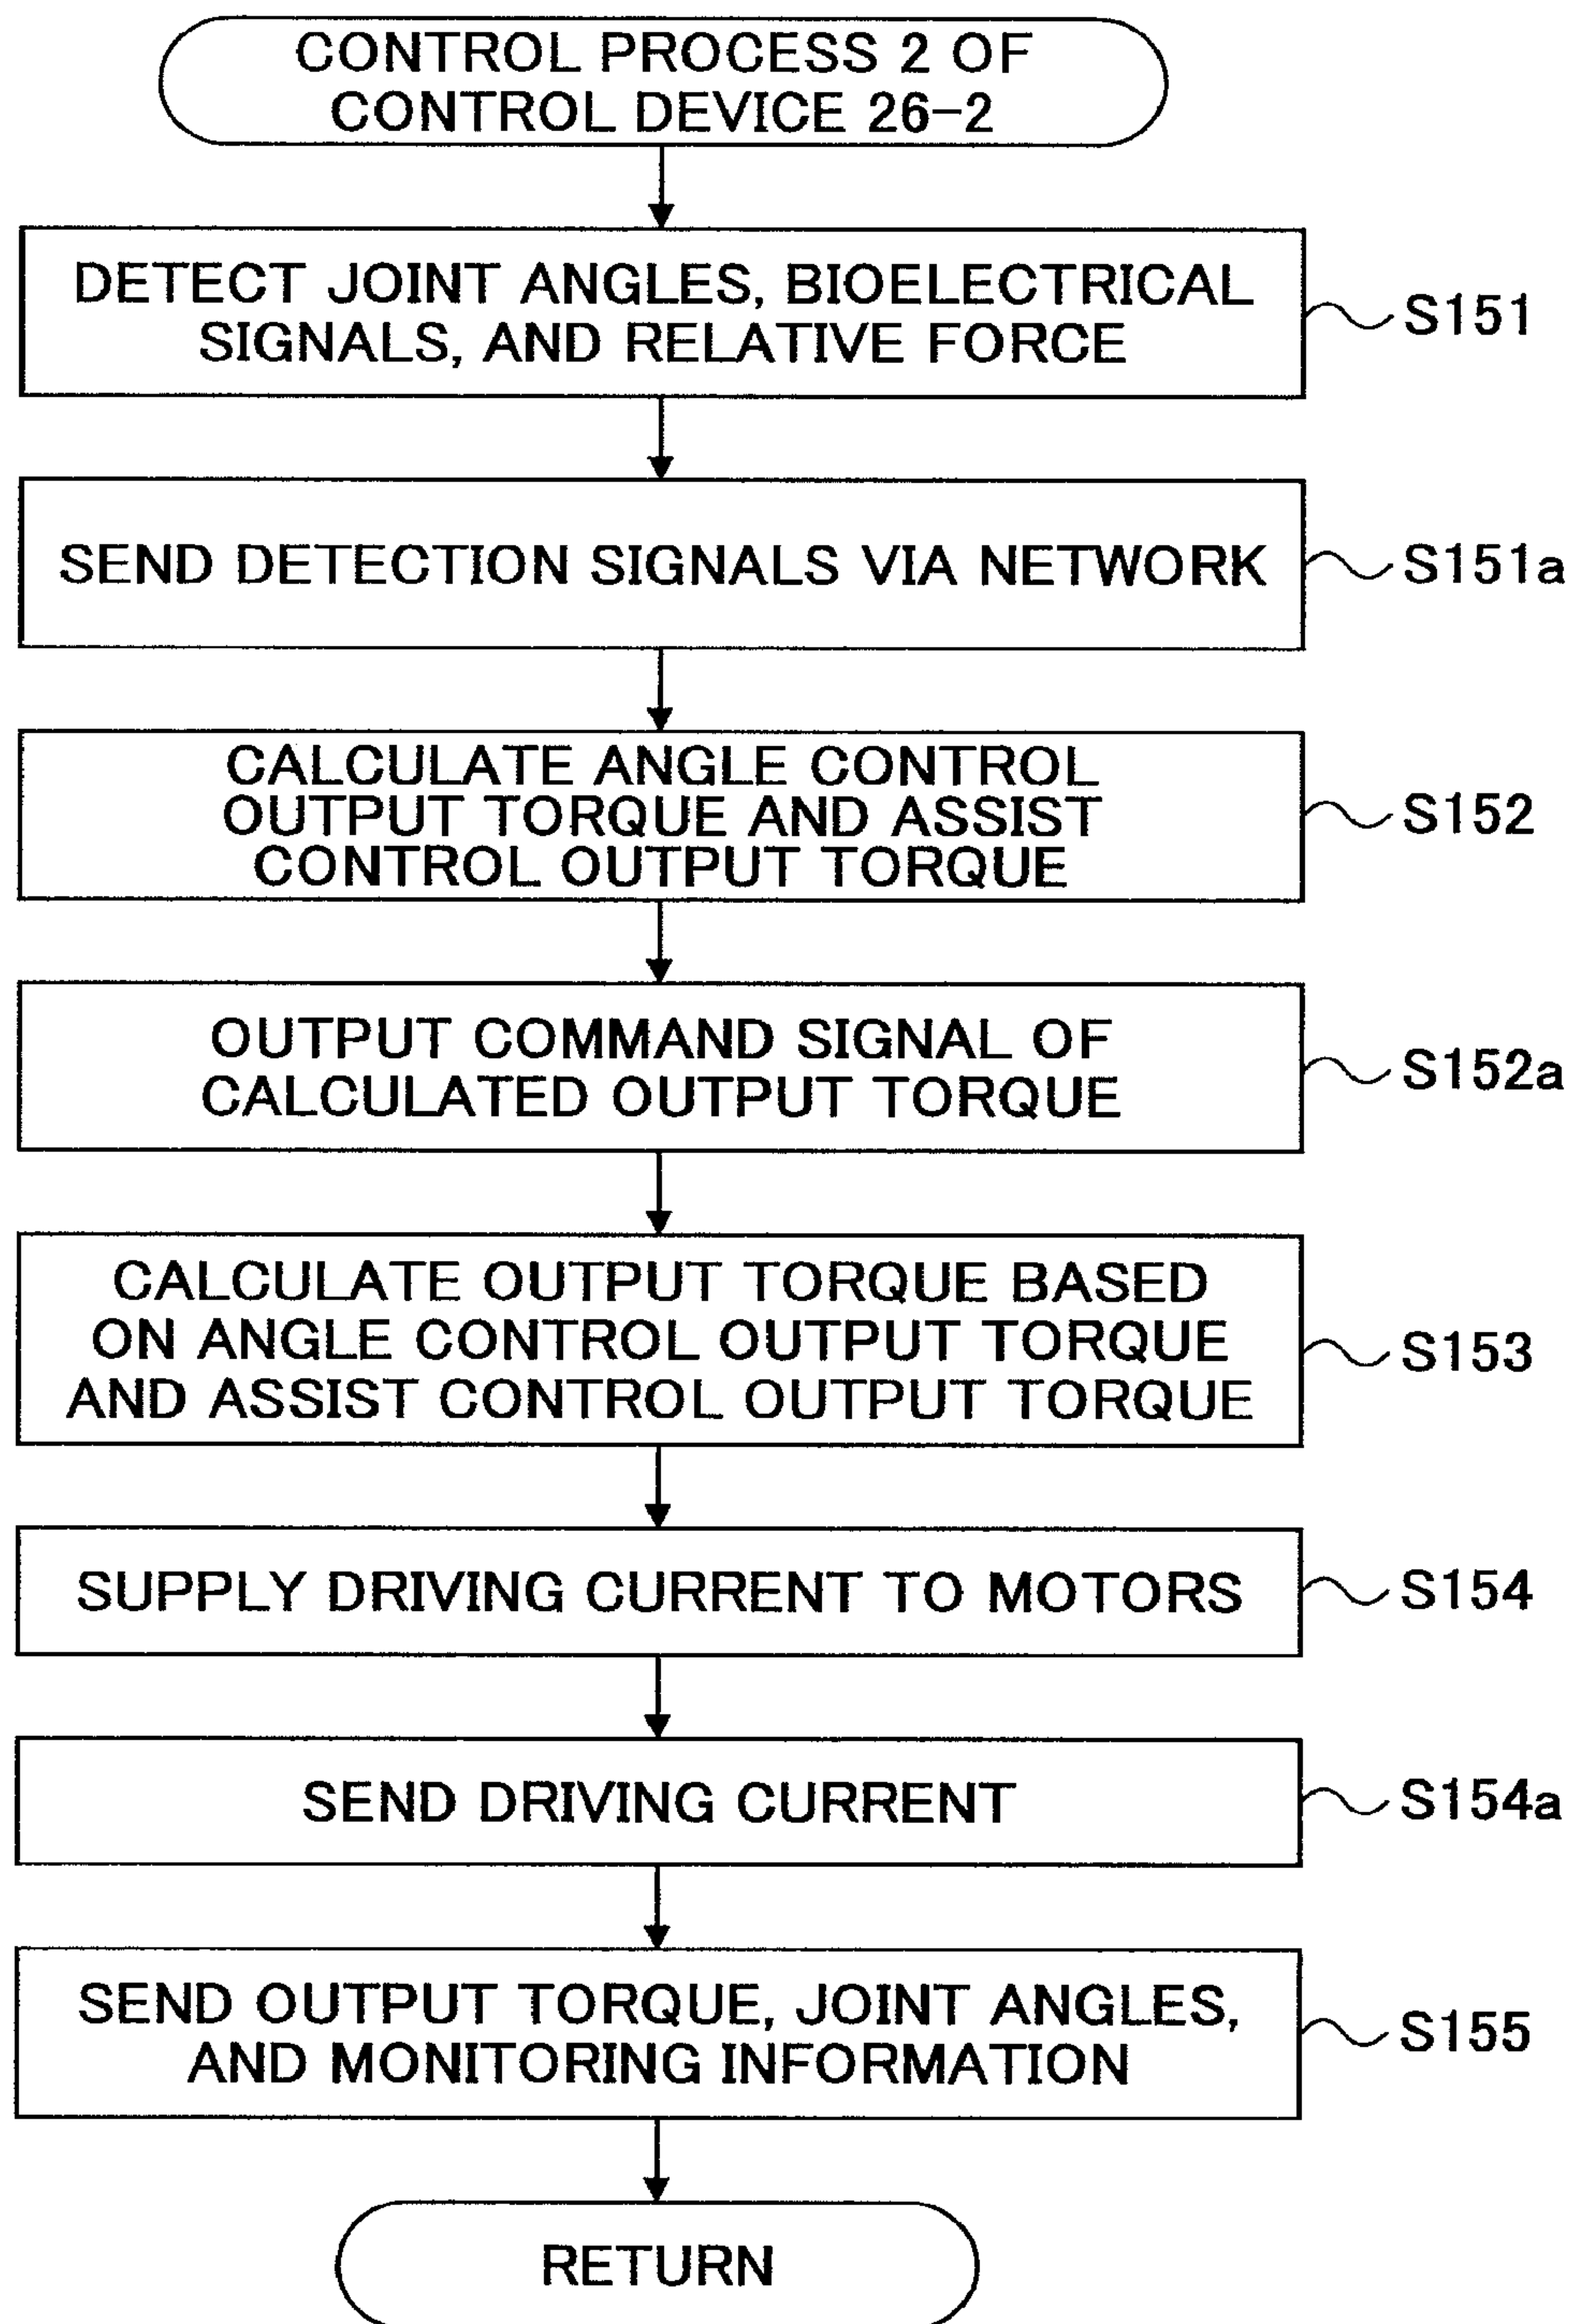 CONTROL PROCESS 2 OF
CONTROL DEVICE 26-2
DETECT JOINT ANGLES, BIOELECTRICAL
SIGNALS, AND RELATIVE FORCE
S151
SEND DETECTION SIGNALS VIA NETWORK
S151a
CALCULATE ANGLE CONTROL
OUTPUT TORQUE AND ASSIST
CONTROL OUTPUT TORQUE
S152
OUTPUT COMMAND SIGNAL OF
CALCULATED OUTPUT TORQUE
S152a
CALCULATE OUTPUT TORQUE BASED
ON ANGLE CONTROL OUTPUT TORQUE
AND ASSIST CONTROL OUTPUT TORQUE
S153
SUPPLY DRIVING CURRENT TO MOTORS
S154
SEND DRIVING CURRENT
S154a
SEND OUTPUT TORQUE, JOINT ANGLES,
AND MONITORING INFORMATION
S155
RETURN